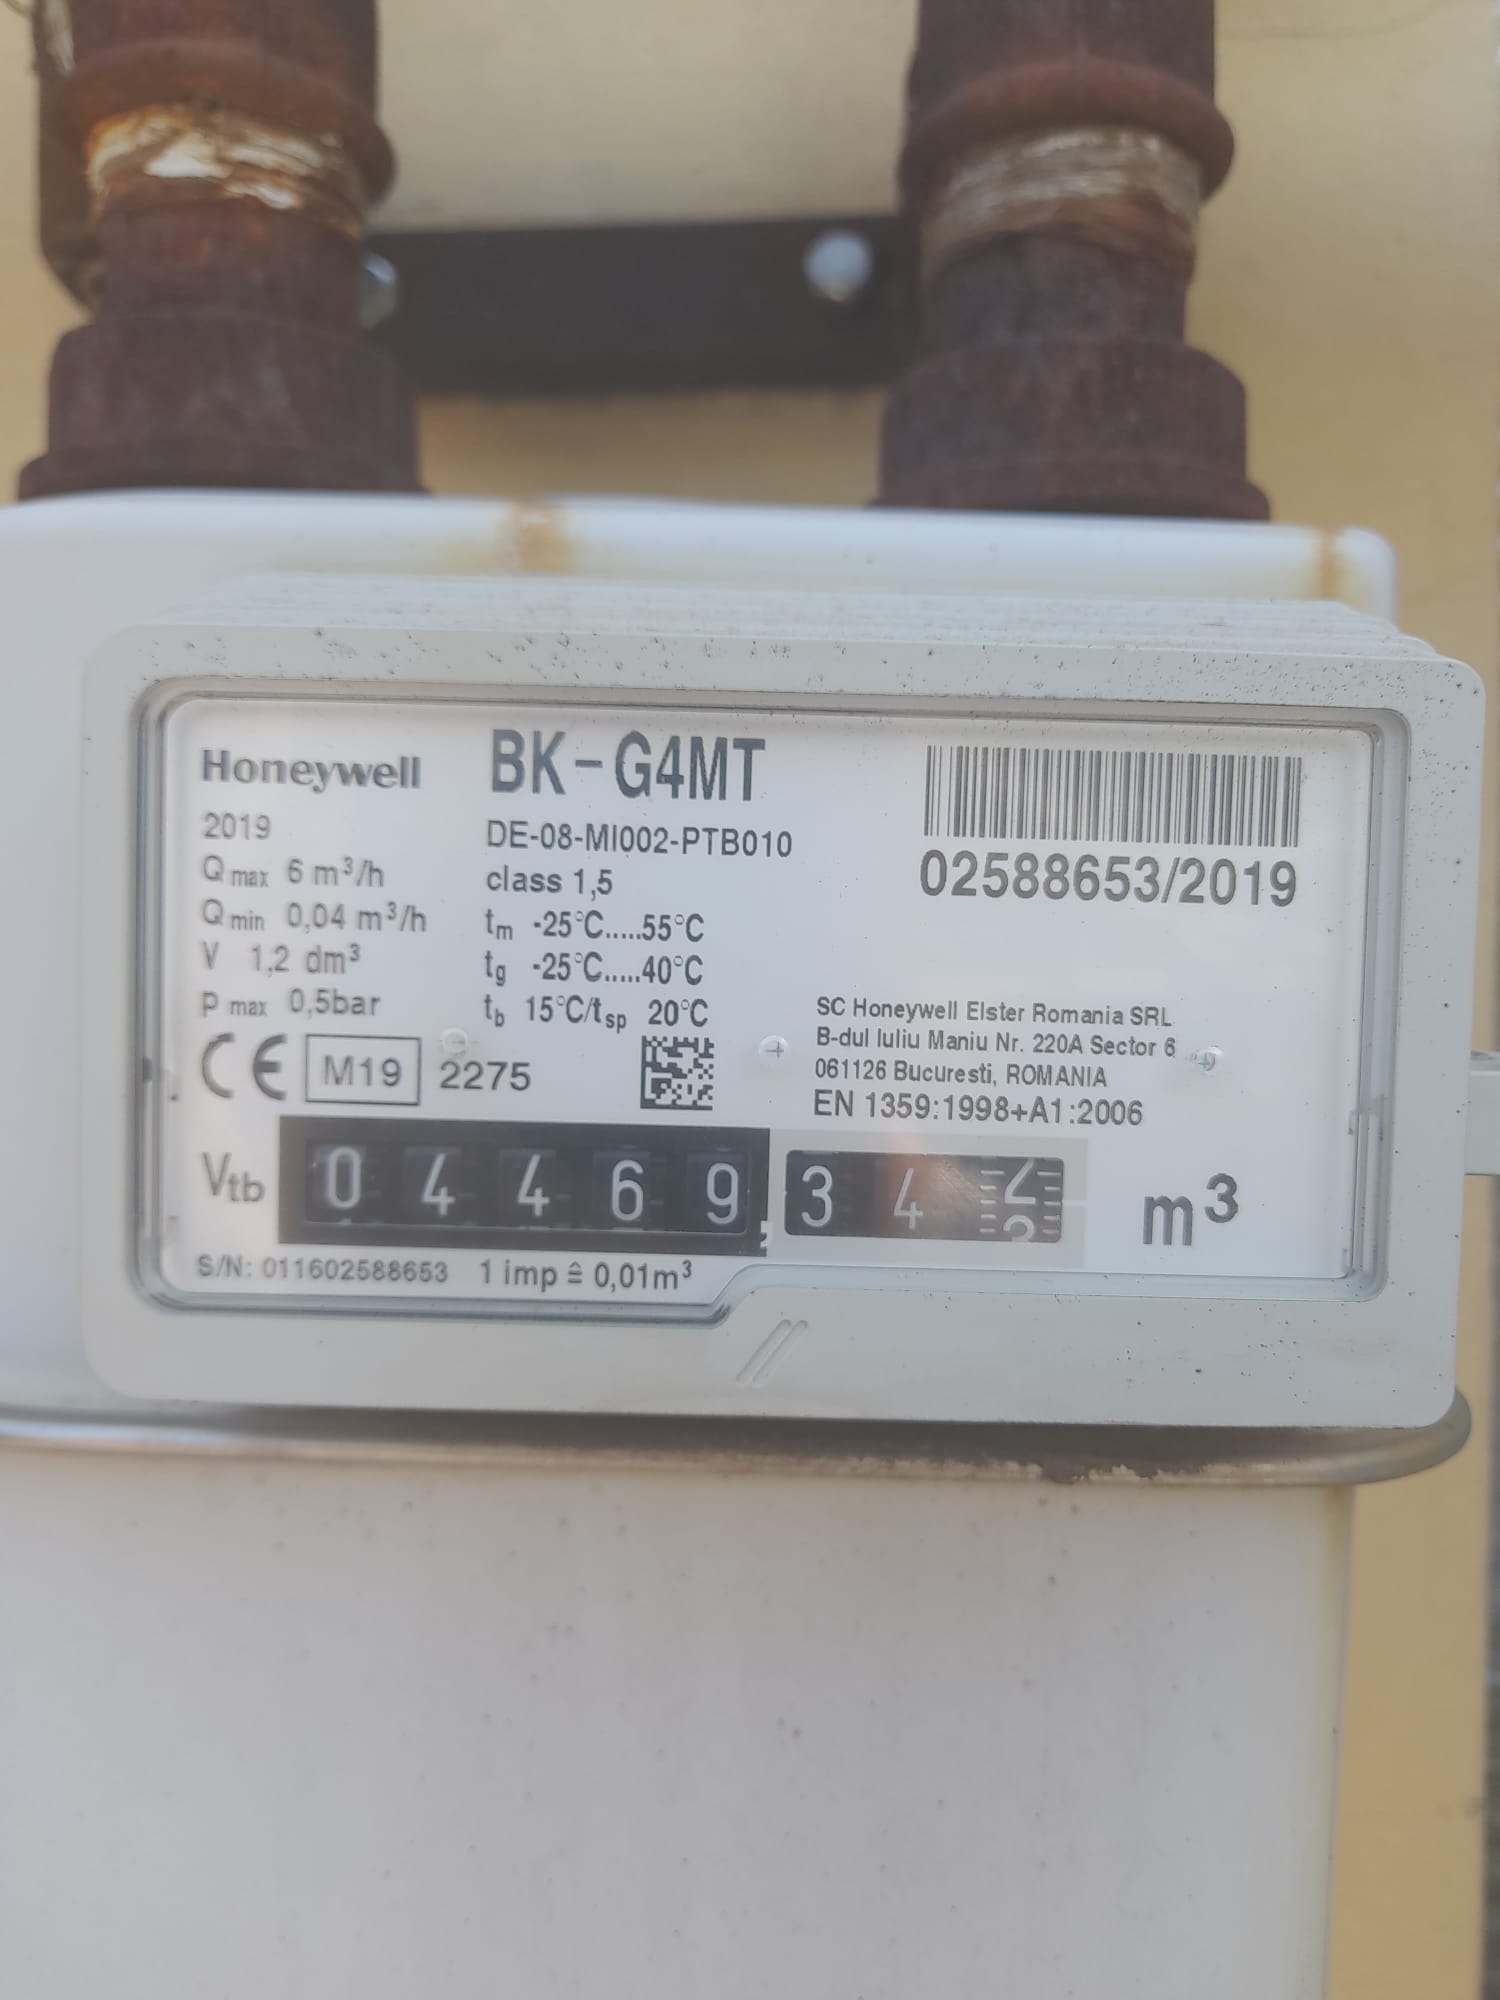 Honeywell BK-G4MT
2019
DE-08-MI002-PTB010
Q max 6 m³/h
class 1,5
02588653/2019
Q min 0,04 m³/h
tm -25°C.....55°C
V 1,2 dm³
tg -25°C.....40°C
p max 0,5bar
tb 15°C/tsp 20°C
SC Honeywell Elster Romania SRL
B-dul Iuliu Maniu Nr. 220A Sector 6
061126 Bucuresti, ROMANIA
EN 1359:1998+A1:2006
CE M19 2275
Vtb 04469,342 m³
S/N: 011602588653 1 imp ≙ 0,01m³